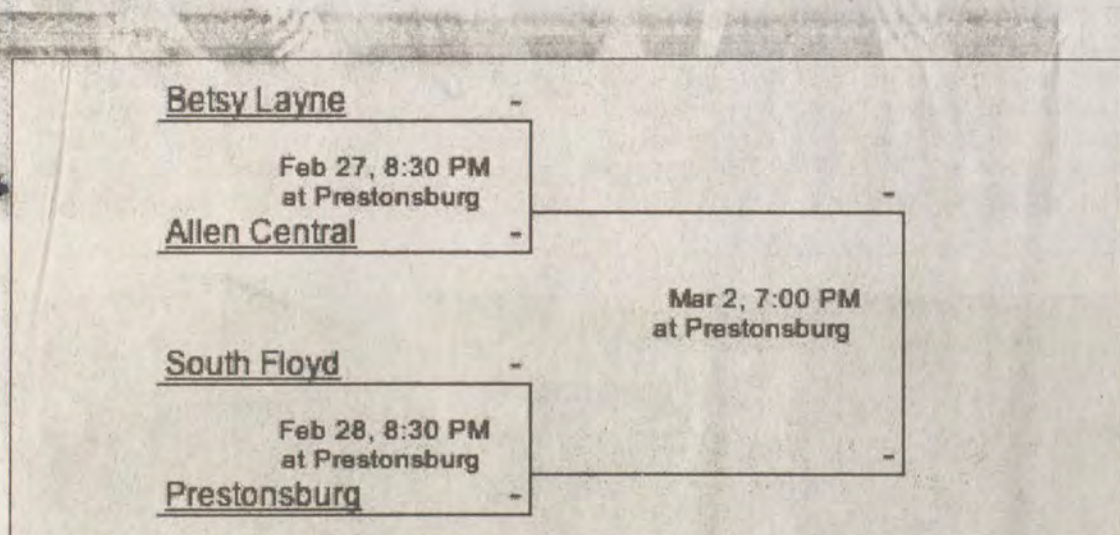 Betsy Layne -
Feb 27, 8:30 PM
at Prestonsburg
-
Allen Central -
Mar 2, 7:00 PM
at Prestonsburg
South Floyd -
Feb 28, 8:30 PM
at Prestonsburg
-
Prestonsburg -